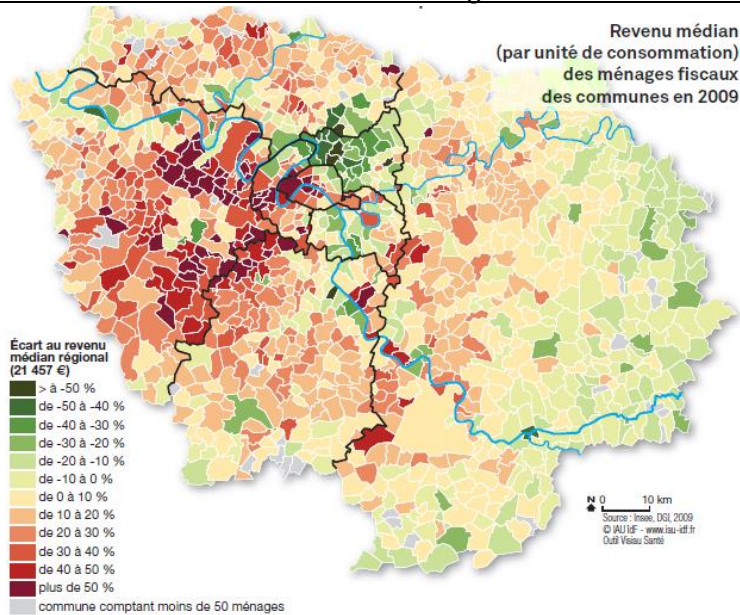 Revenu médian
(par unité de consommation)
des ménages fiscaux
des communes en 2009
Écart au revenu
médian régional
(21 457 €)
> à -50 %
de -50 à -40 %
de -40 à -30 %
de -30 à -20 %
de -20 à -10 %
de -10 à 0 %
de 0 à 10 %
de 10 à 20 %
de 20 à 30 %
de 30 à 40 %
de 40 à 50 %
plus de 50 %
commune comptant moins de 50 ménages
N 0 10 km
Source : Insee, DGI, 2009
© IAU îdF - www.iau-idf.fr
Outil Visiau Santé